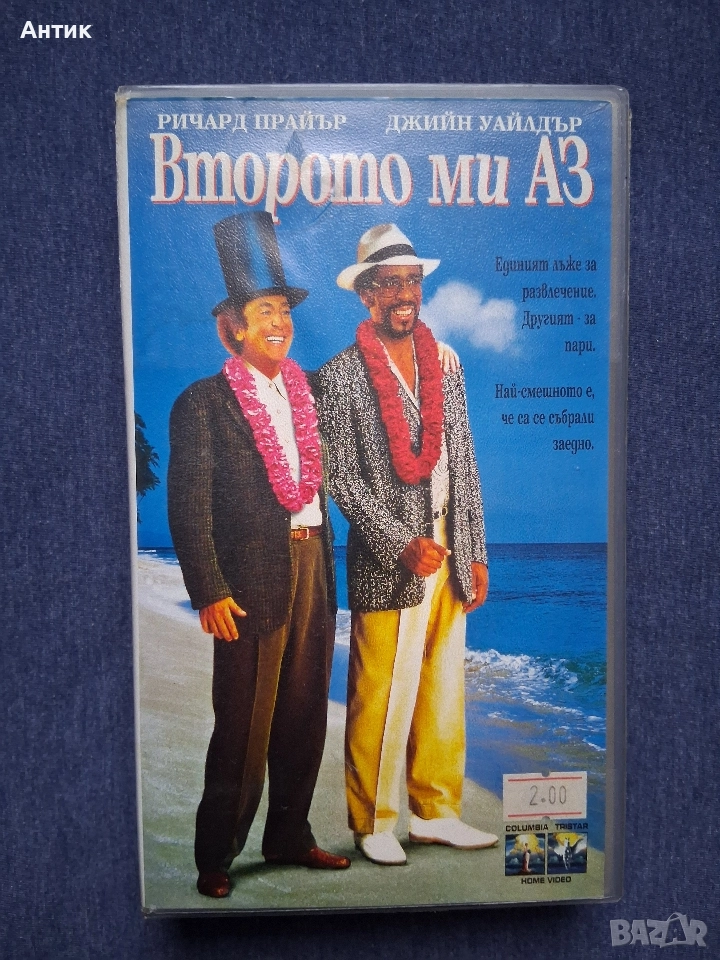 Антик
РИЧАРД ПРАЙЪР ДЖИЙН УАЙЛДЪР
Второто ми АЗ
Единият лъже за
развлечение.
Другият - за
пари.
Най-смешното е,
че са се събрали
заедно.
2.00
COLUMBIA TRISTAR
HOME VIDEO
BAZAR